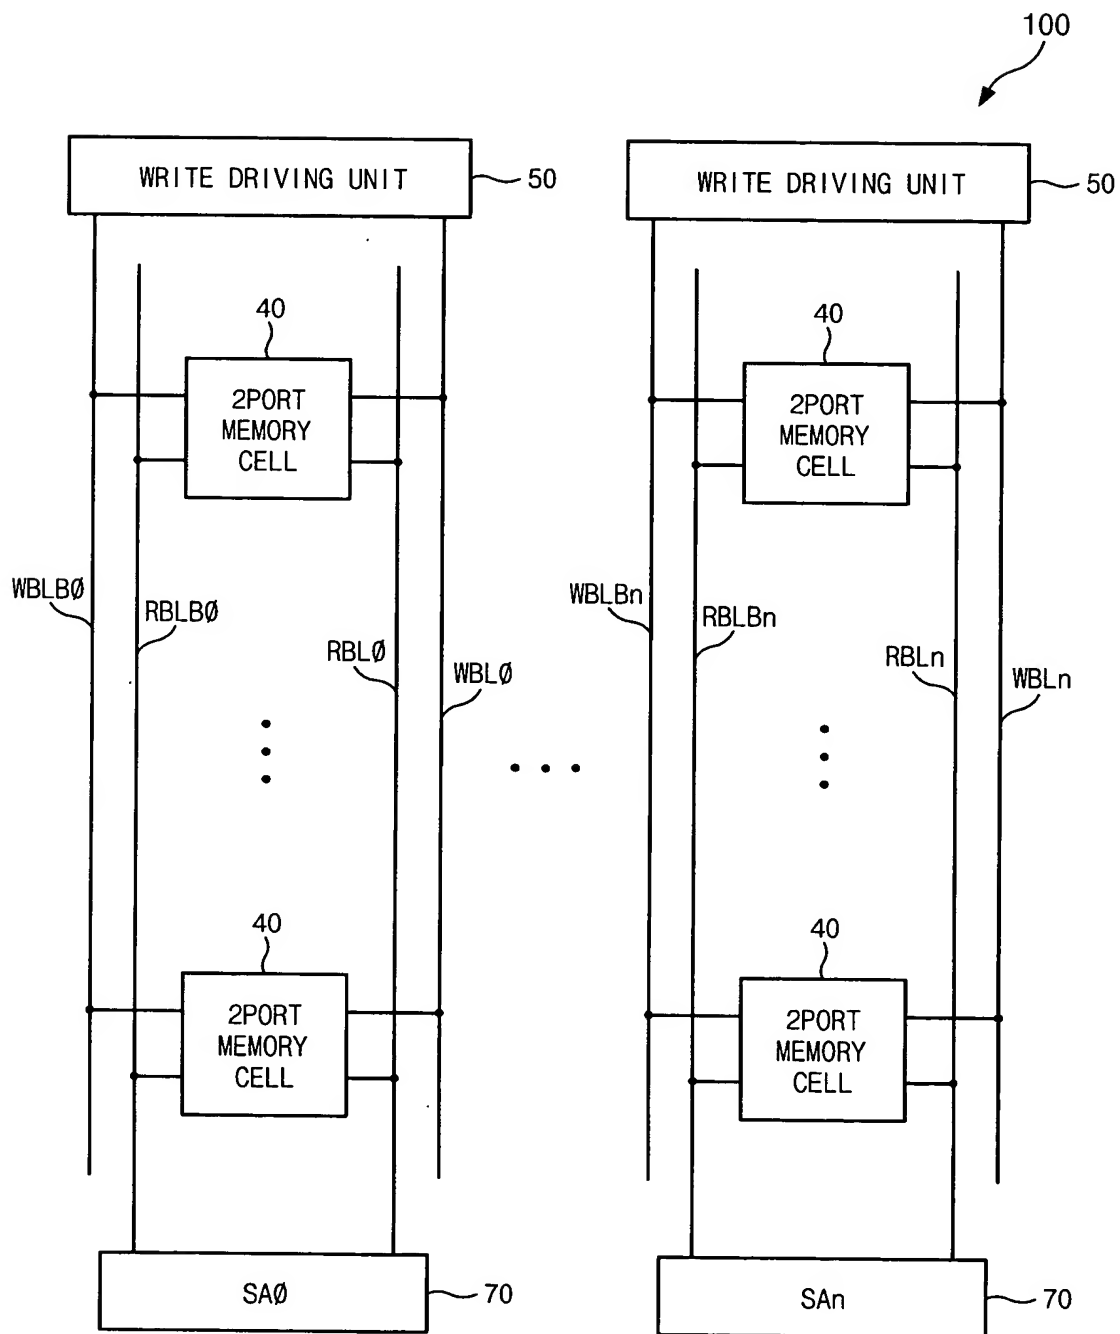 100
WRITE DRIVING UNIT
50
WRITE DRIVING UNIT
50
40
2PORT
MEMORY
CELL
40
2PORT
MEMORY
CELL
WBLBØ
RBLBØ
RBLØ
WBLØ
WBLBn
RBLBn
RBLn
WBLn
40
2PORT
MEMORY
CELL
40
2PORT
MEMORY
CELL
SAØ
70
SAn
70